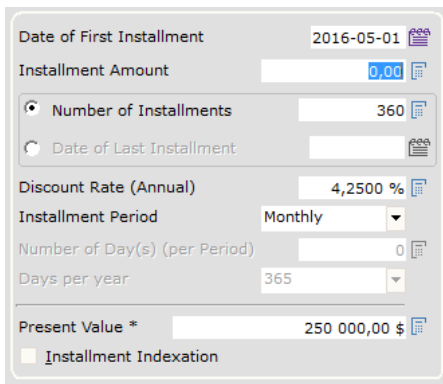 Date of First Installment 2016-05-01
Installment Amount 0,00
Number of Installments 360
Date of Last Installment
Discount Rate (Annual) 4,2500 %
Installment Period Monthly
Number of Day(s) (per Period) 0
Days per year 365
Present Value * 250 000,00 $
Installment Indexation